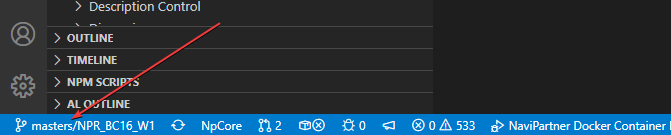 Description Control
OUTLINE
TIMELINE
NPM SCRIPTS
AL OUTLINE
masters/NPR_BC16_W1 NpCore 2 0 0 533 NaviPartner Docker Container